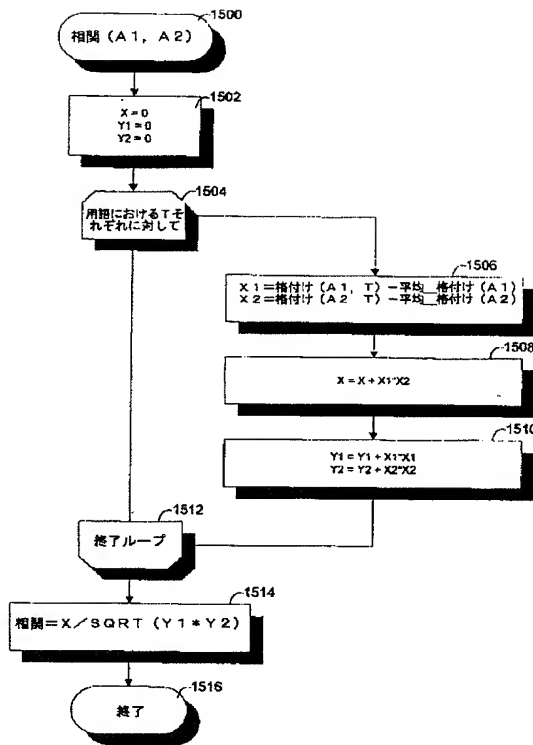 1500
相関 (A1, A2)
1502
X=0
Y1=0
Y2=0
1504
用語におけるTそ
れぞれに対して
1506
X1=格付け (A1, T) −平均＿格付け (A1)
X2=格付け (A2 T) −平均＿格付け (A2)
1508
X=X+X1*X2
1510
Y1=Y1+X1*X1
Y2=Y2+X2*X2
1512
終了ループ
1514
相関=X／SQRT (Y1*Y2)
1516
終了